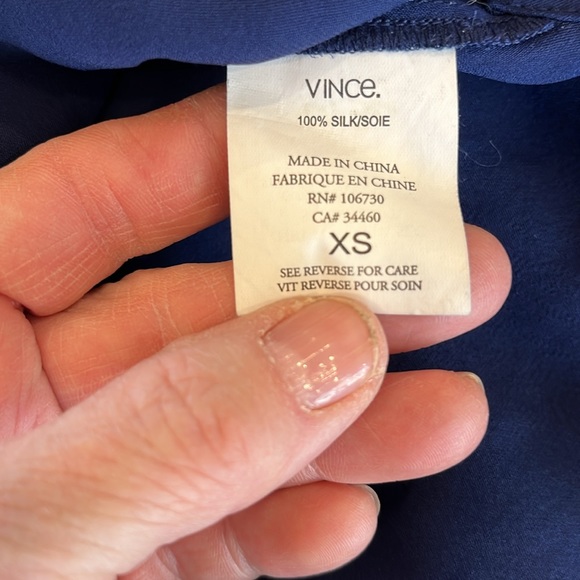 VINCE.
100% SILK/SOIE
MADE IN CHINA
FABRIQUE EN CHINE
RN# 106730
CA# 34460
XS
SEE REVERSE FOR CARE
VIT REVERSE POUR SOIN